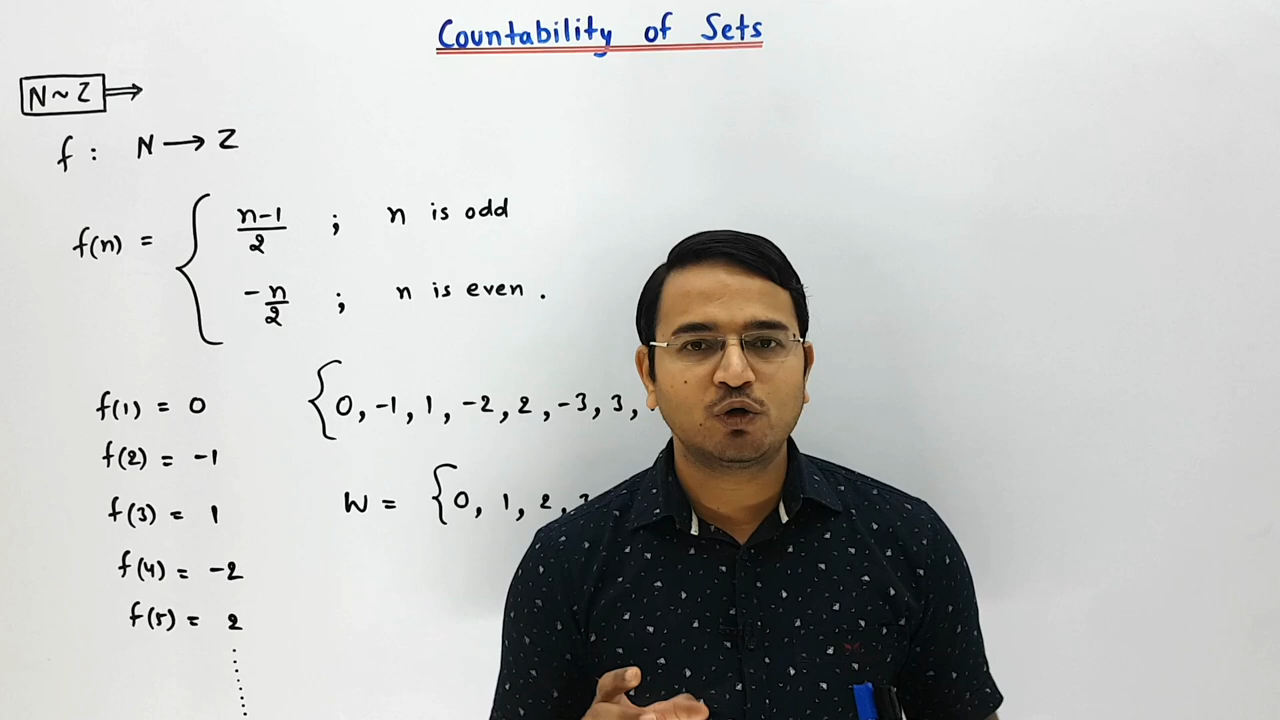 Countability of Sets
N ~ Z ⟹
f : N ⟶ Z
f(n) = { (n-1)/2 ; n is odd
-n/2 ; n is even .
f(1) = 0
{0, -1, 1, -2, 2, -3, 3,
f(2) = -1
W = {0, 1, 2,
f(3) = 1
f(4) = -2
f(5) = 2